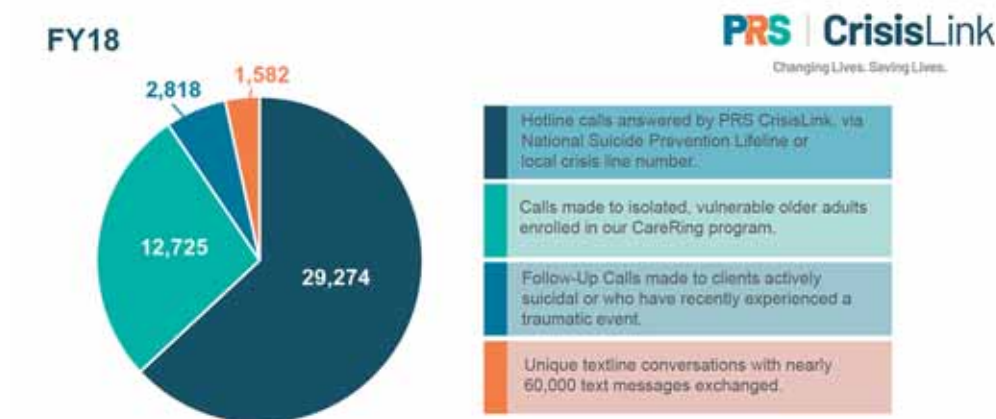 FY18
PRS | CrisisLink
Changing Lives. Saving Lives.
1,582
2,818
12,725
29,274
Hotline calls answered by PRS CrisisLink, via
National Suicide Prevention Lifeline or
local crisis line number.
Calls made to isolated, vulnerable older adults
enrolled in our CareRing program.
Follow-Up Calls made to clients actively
suicidal or who have recently experienced a
traumatic event.
Unique textline conversations with nearly
60,000 text messages exchanged.